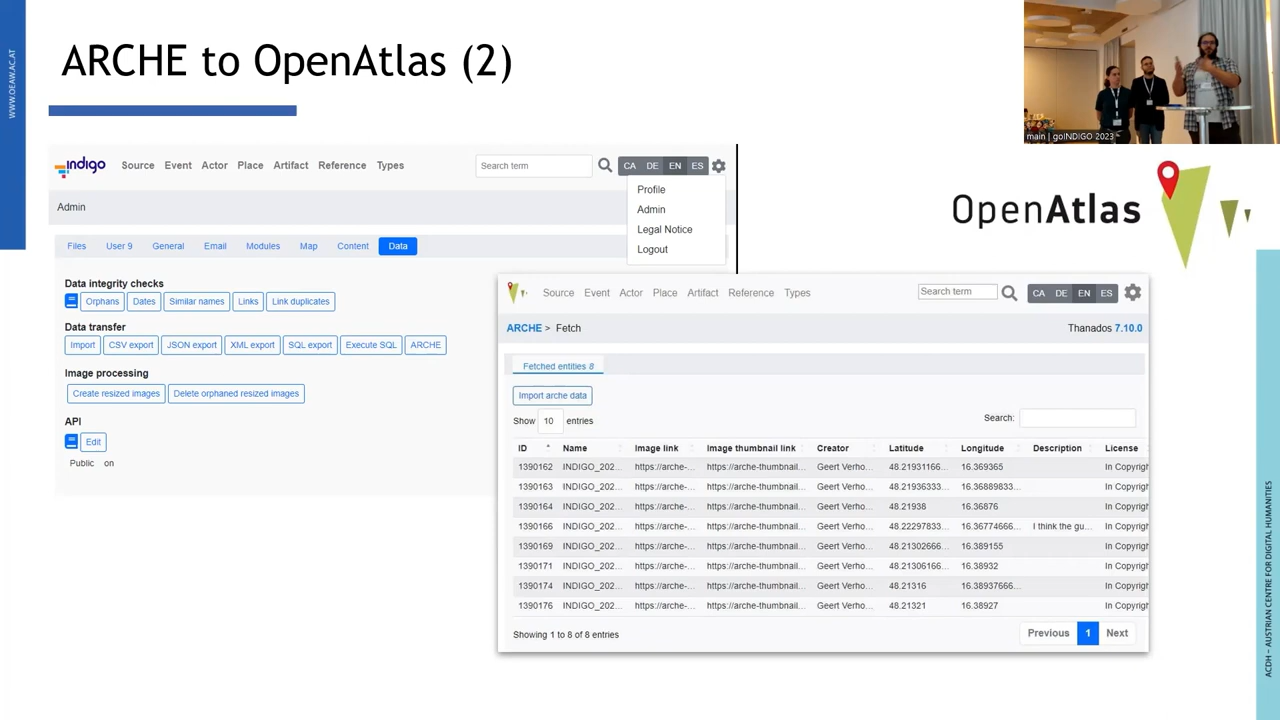 WWW.OEAW.AC.AT
ARCHE to OpenAtlas (2)
main | goINDIGO 2023
OpenAtlas
indigo Source Event Actor Place Artifact Reference Types
Search term CA DE EN ES
Admin
Profile
Admin
Legal Notice
Logout
Files User 9 General Email Modules Map Content Data
Data integrity checks
Orphans Dates Similar names Links Link duplicates
Data transfer
Import CSV export JSON export XML export SQL export Execute SQL ARCHE
Image processing
Create resized images Delete orphaned resized images
API
Edit
Public on
Source Event Actor Place Artifact Reference Types
Search term CA DE EN ES
ARCHE > Fetch Thanados 7.10.0
Fetched entities 8
Import arche data
Show 10 entries Search:
ID Name Image link Image thumbnail link Creator Latitude Longitude Description License
1390162 INDIGO_202... https://arche-... https://arche-thumbnail... Geert Verho... 48.21931166... 16.369365 In Copyrigh
1390163 INDIGO_202... https://arche-... https://arche-thumbnail... Geert Verho... 48.21936333... 16.36889833... In Copyrigh
1390164 INDIGO_202... https://arche-... https://arche-thumbnail... Geert Verho... 48.21938 16.36876 In Copyrigh
1390166 INDIGO_202... https://arche-... https://arche-thumbnail... Geert Verho... 48.22297833... 16.36774666... I think the gu... In Copyrigh
1390169 INDIGO_202... https://arche-... https://arche-thumbnail... Geert Verho... 48.21302666... 16.389155 In Copyrigh
1390171 INDIGO_202... https://arche-... https://arche-thumbnail... Geert Verho... 48.21306166... 16.38932 In Copyrigh
1390174 INDIGO_202... https://arche-... https://arche-thumbnail... Geert Verho... 48.21316 16.38937666... In Copyrigh
1390176 INDIGO_202... https://arche-... https://arche-thumbnail... Geert Verho... 48.21321 16.38927 In Copyrigh
Showing 1 to 8 of 8 entries Previous 1 Next
ACDH – AUSTRIAN CENTRE FOR DIGITAL HUMANITIES